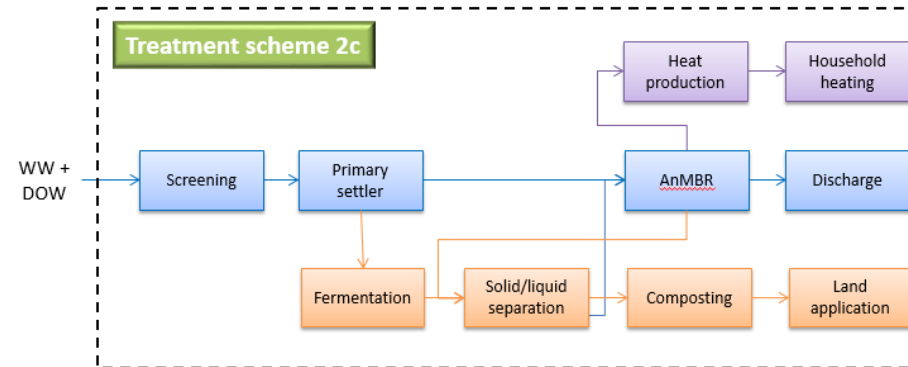 Treatment scheme 2c
Heat
production
Household
heating
WW +
DOW
Screening
Primary
settler
AnMBR
Discharge
Fermentation
Solid/liquid
separation
Composting
Land
application